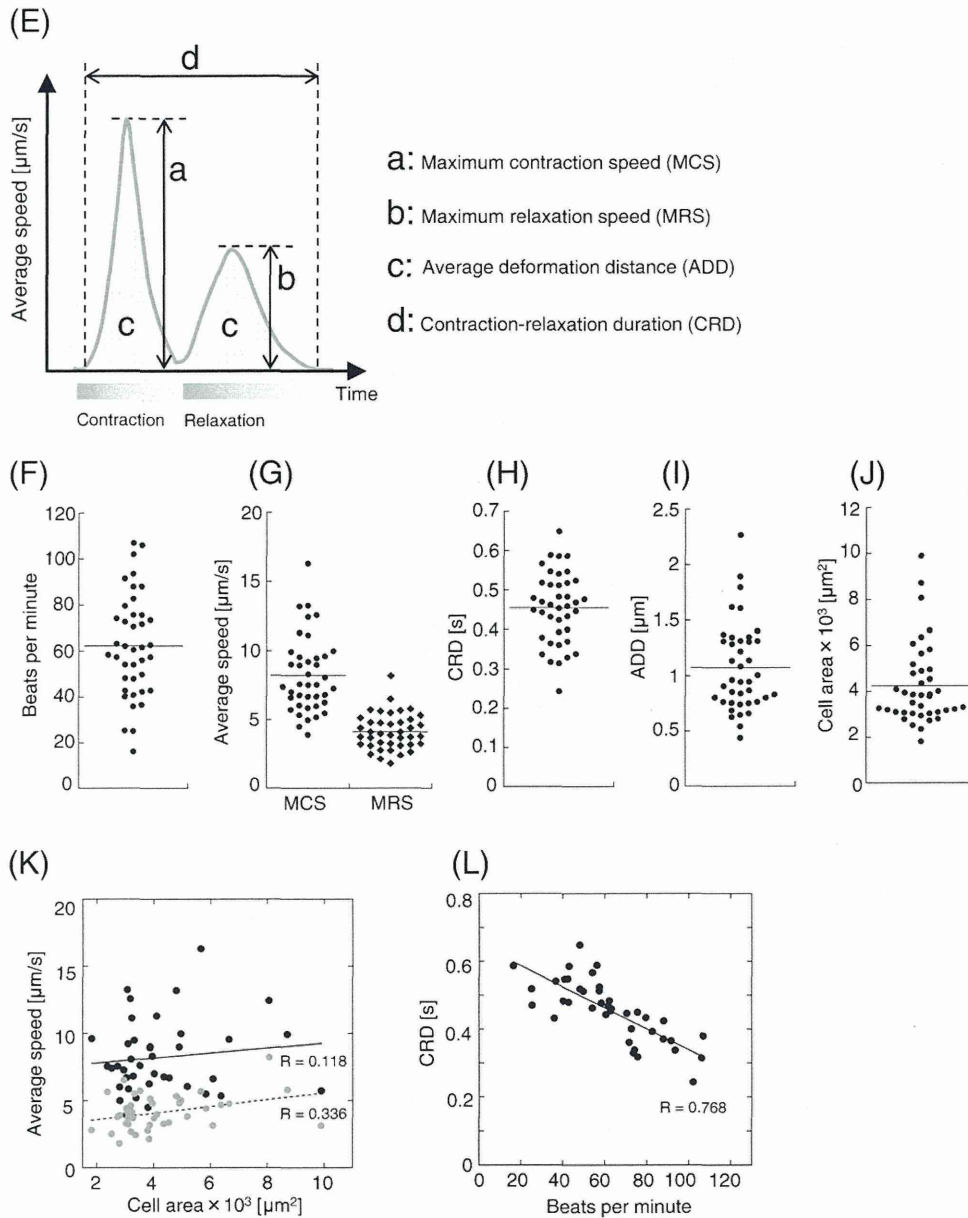 (E)
Average speed [μm/s]
d
a
b
c
c
Time
Contraction
Relaxation
a: Maximum contraction speed (MCS)
b: Maximum relaxation speed (MRS)
c: Average deformation distance (ADD)
d: Contraction-relaxation duration (CRD)
(F)
Beats per minute
120
100
80
60
40
20
0
(G)
Average speed [μm/s]
20
15
10
5
0
MCS
MRS
(H)
CRD [s]
0.7
0.6
0.5
0.4
0.3
0.2
0.1
0
(I)
ADD [μm]
2.5
2
1.5
1
0.5
0
(J)
Cell area × 10³ [μm²]
12
10
8
6
4
2
0
(K)
Average speed [μm/s]
20
15
10
5
0
R = 0.118
R = 0.336
2 4 6 8 10
Cell area × 10³ [μm²]
(L)
CRD [s]
0.8
0.6
0.4
0.2
0
R = 0.768
0 20 40 60 80 100 120
Beats per minute